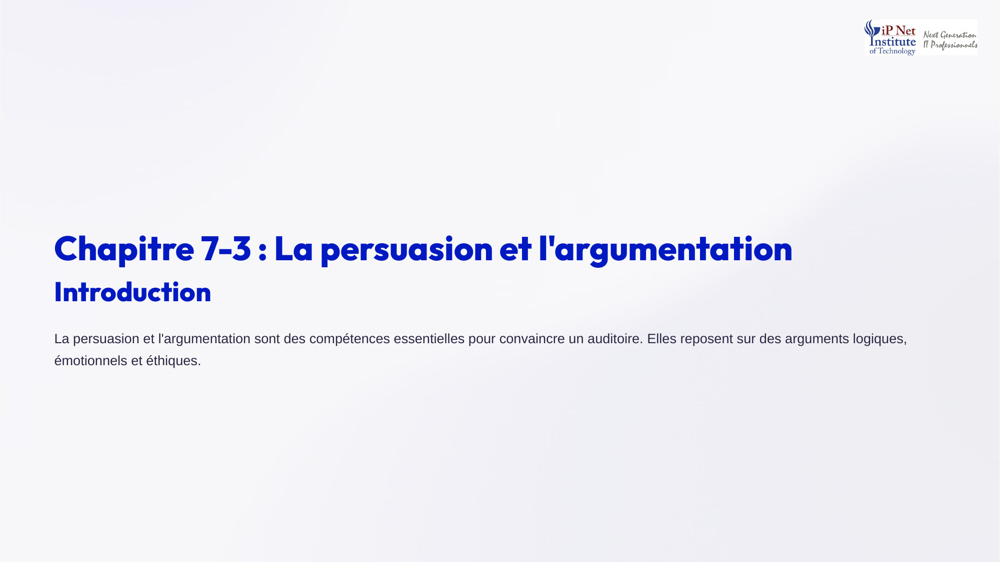 iP Net
Institute
of Technology
Next Generation
IT Professionnels
Chapitre 7-3 : La persuasion et l'argumentation
Introduction
La persuasion et l'argumentation sont des compétences essentielles pour convaincre un auditoire. Elles reposent sur des arguments logiques,
émotionnels et éthiques.